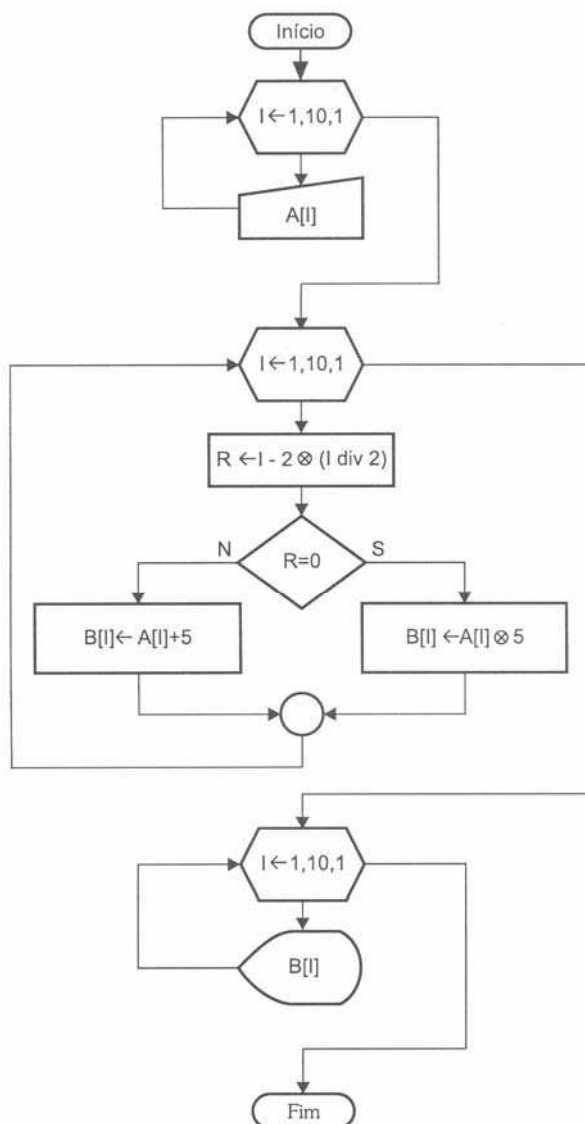 Início
I ← 1,10,1
A[I]
I ← 1,10,1
R ← I - 2 ⊗ (I div 2)
N
R=0
S
B[I] ← A[I]+5
B[I] ← A[I] ⊗ 5
I ← 1,10,1
B[I]
Fim